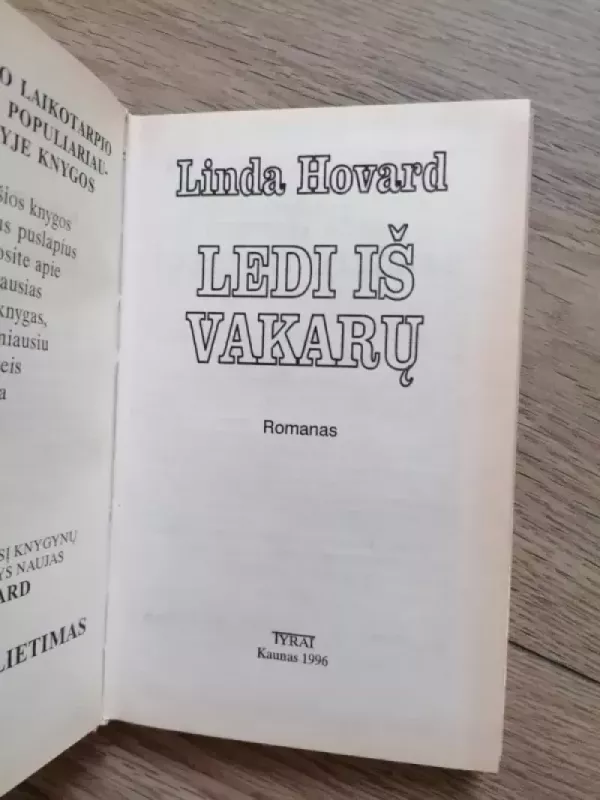 O LAIKOTARPIO
POPULIARIAU-
YJE KNYGOS
šios knygos
us puslapius
osite apie
ausias
knygas,
niausiu
eis
a
SĮ KNYGYNŲ
YS NAUJAS
ARD
LIETIMAS
Linda Hovard
LEDI IŠ
VAKARŲ
Romanas
TYRAI
Kaunas 1996